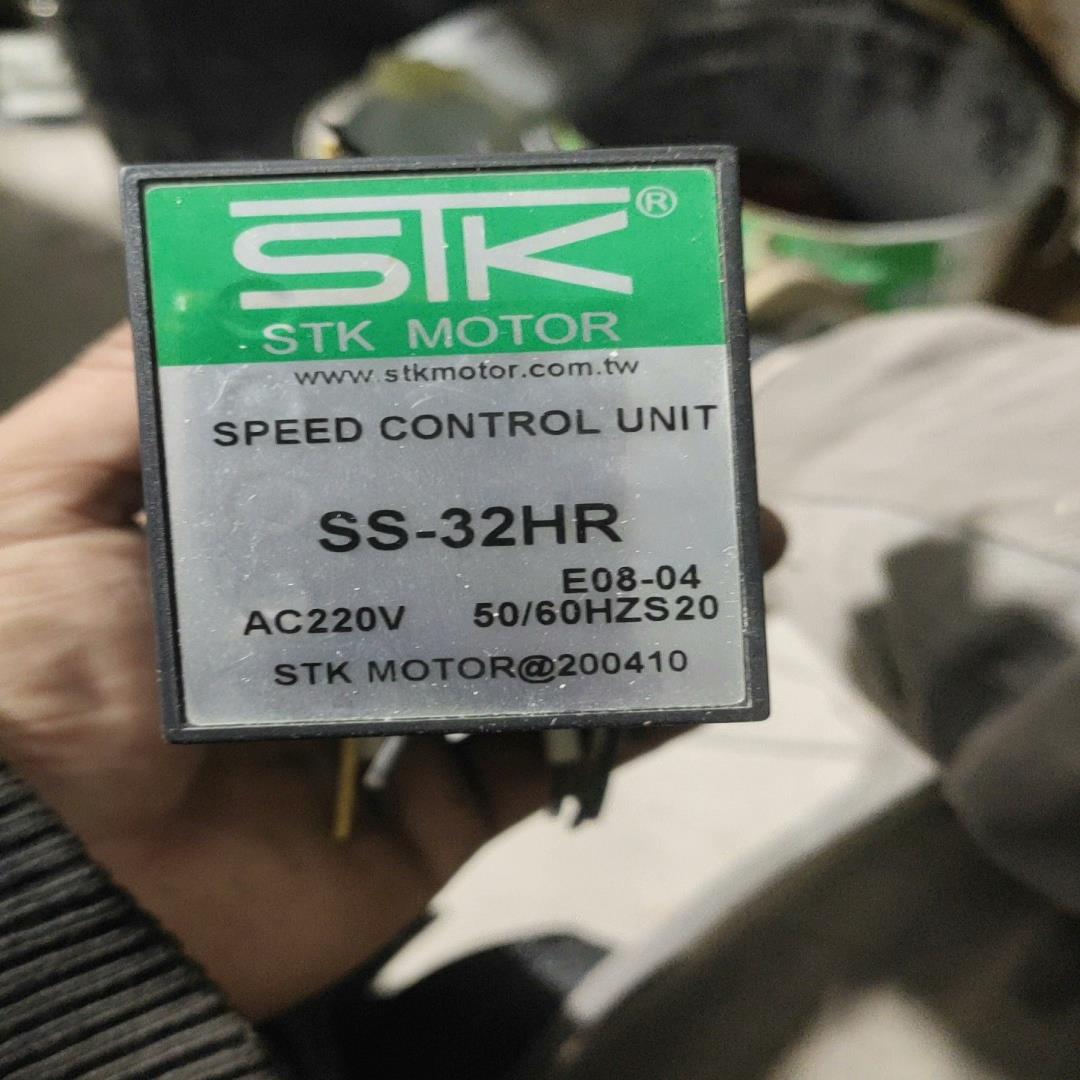 STK®
STK MOTOR
www.stkmotor.com.tw
SPEED CONTROL UNIT
SS-32HR
E08-04
AC220V 50/60HZS20
STK MOTOR@200410